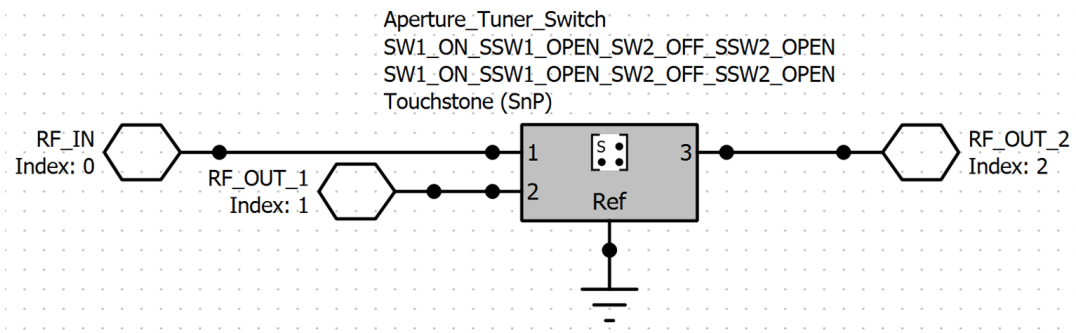 Aperture_Tuner_Switch
SW1_ON_SSW1_OPEN_SW2_OFF_SSW2_OPEN
SW1_ON_SSW1_OPEN_SW2_OFF_SSW2_OPEN
Touchstone (SnP)
RF_IN
Index: 0
RF_OUT_1
Index: 1
1
2
S
3
Ref
RF_OUT_2
Index: 2